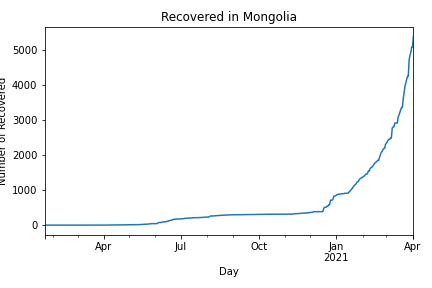 Recovered in Mongolia
Number of Recovered
5000
4000
3000
2000
1000
0
Apr
Jul
Oct
Jan
2021
Apr
Day